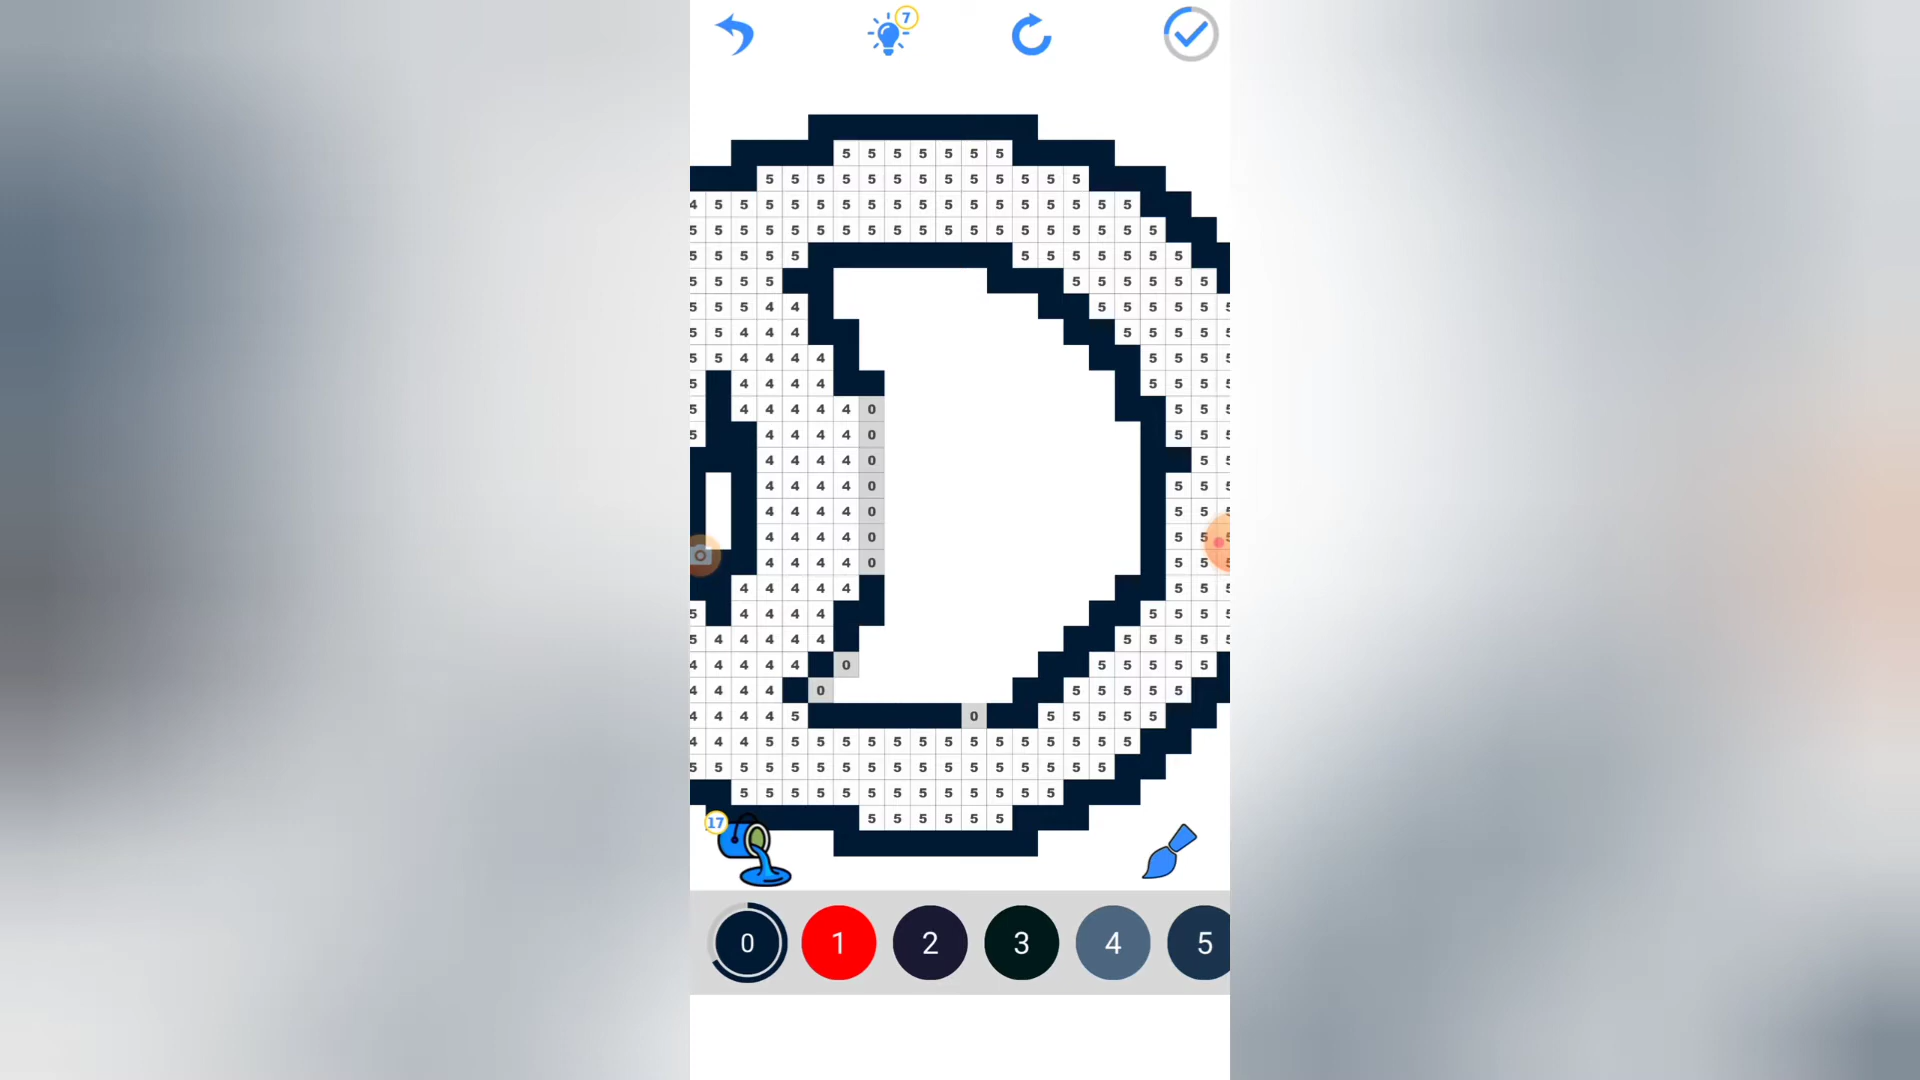 7
5 5 5 5 5 5 5
5 5 5 5 5 5 5 5 5 5 5 5 5
4 5 5 5 5 5 5 5 5 5 5 5 5 5 5 5 5 5
5 5 5 5 5 5 5 5 5 5 5 5 5 5 5 5 5 5 5
5 5 5 5 5 5 5 5 5 5 5 5
5 5 5 5 5 5 5 5 5 5
5 5 5 4 4 5 5 5 5 5 5
5 5 4 4 4 5 5 5 5 5
5 5 4 4 4 4 5 5 5 5
5 4 4 4 4 5 5 5 5
5 4 4 4 4 4 0 5 5 5
5 4 4 4 4 0 5 5 5
4 4 4 4 0 5 5
4 4 4 4 0 5 5 5
4 4 4 4 0 5 5 5
4 4 4 4 0 5 5
4 4 4 4 0 5 5
4 4 4 4 4 5 5 5
5 4 4 4 4 5 5 5 5
5 4 4 4 4 4 5 5 5 5 5
4 4 4 4 4 0 5 5 5 5 5
4 4 4 4 0 5 5 5 5 5
4 4 4 4 5 0 5 5 5 5 5
4 4 4 5 5 5 5 5 5 5 5 5 5 5 5 5 5 5
5 5 5 5 5 5 5 5 5 5 5 5 5 5 5 5 5
5 5 5 5 5 5 5 5 5 5 5 5 5
5 5 5 5 5 5
17
0 1 2 3 4 5